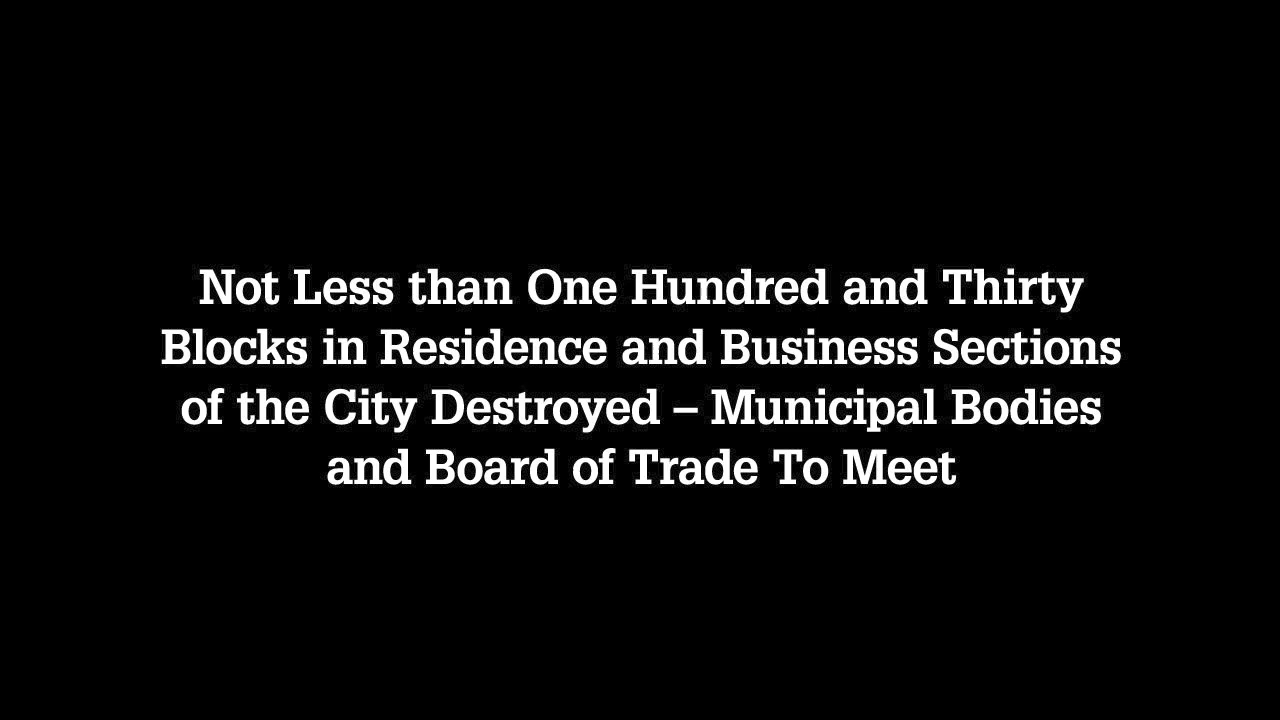 Not Less than One Hundred and Thirty
Blocks in Residence and Business Sections
of the City Destroyed – Municipal Bodies
and Board of Trade To Meet